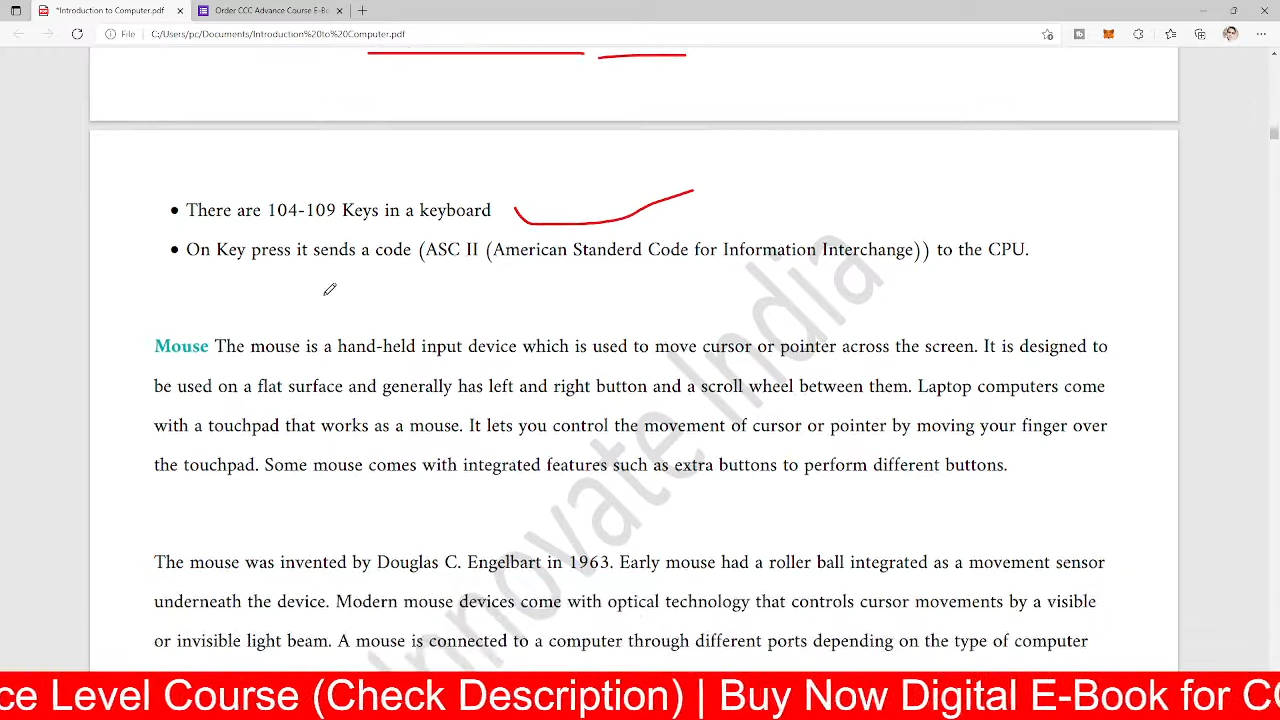 *Introduction to Computer.pdf
Order CCC Advance Course E-Bo
File
C:/Users/pc/Documents/Introduction%20to%20Computer.pdf
• There are 104-109 Keys in a keyboard
• On Key press it sends a code (ASC II (American Standerd Code for Information Interchange)) to the CPU.
Mouse The mouse is a hand-held input device which is used to move cursor or pointer across the screen. It is designed to
be used on a flat surface and generally has left and right button and a scroll wheel between them. Laptop computers come
with a touchpad that works as a mouse. It lets you control the movement of cursor or pointer by moving your finger over
the touchpad. Some mouse comes with integrated features such as extra buttons to perform different buttons.
The mouse was invented by Douglas C. Engelbart in 1963. Early mouse had a roller ball integrated as a movement sensor
underneath the device. Modern mouse devices come with optical technology that controls cursor movements by a visible
or invisible light beam. A mouse is connected to a computer through different ports depending on the type of computer
Innovate India
ce Level Course (Check Description) | Buy Now Digital E-Book for CC